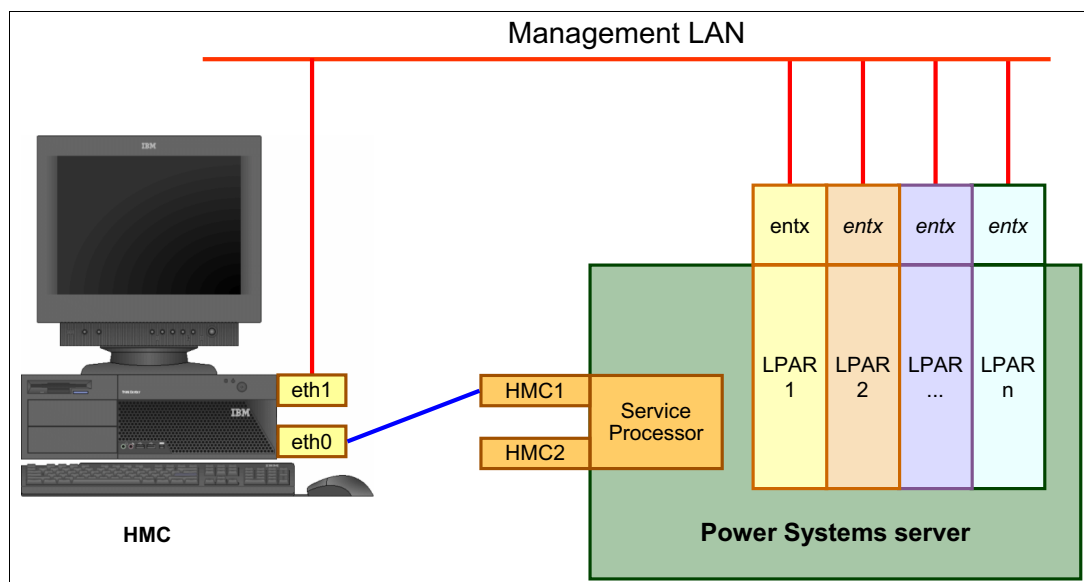 Management LAN
IBM
entx
entx
entx
entx
eth1
eth0
IBM
HMC1
HMC2
Service
Processor
LPAR
1
LPAR
2
LPAR
...
LPAR
n
HMC
Power Systems server